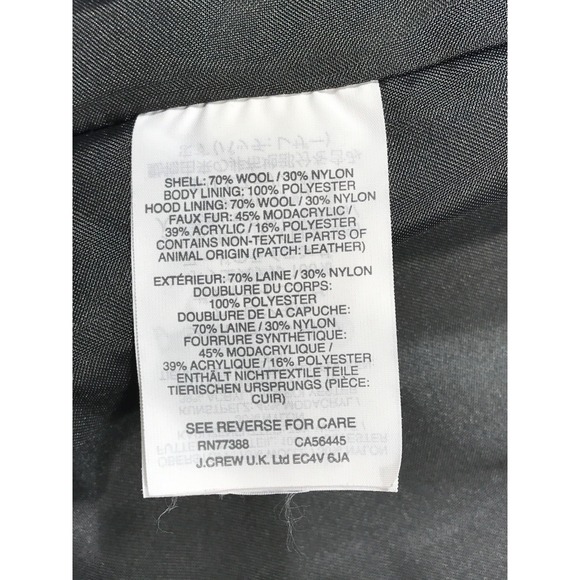 SHELL: 70% WOOL / 30% NYLON
BODY LINING: 100% POLYESTER
HOOD LINING: 70% WOOL / 30% NYLON
FAUX FUR: 45% MODACRYLIC /
39% ACRYLIC / 16% POLYESTER
CONTAINS NON-TEXTILE PARTS OF
ANIMAL ORIGIN (PATCH: LEATHER)
EXTÉRIEUR: 70% LAINE / 30% NYLON
DOUBLURE DU CORPS:
100% POLYESTER
DOUBLURE DE LA CAPUCHE:
70% LAINE / 30% NYLON
FOURRURE SYNTHÉTIQUE:
45% MODACRYLIQUE /
39% ACRYLIQUE / 16% POLYESTER
ENTHÄLT NICHTTEXTILE TEILE
TIERISCHEN URSPRUNGS (PIÈCE:
CUIR)
SEE REVERSE FOR CARE
RN77388 CA56445
J.CREW U.K. Ltd EC4V 6JA